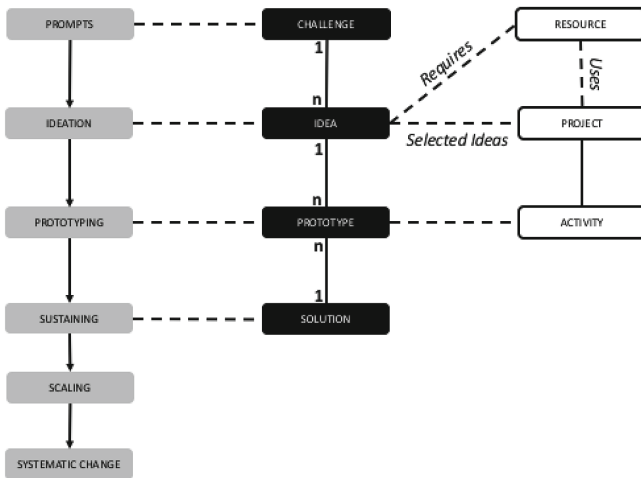 PROMPTS
CHALLENGE
RESOURCE
1
Requires
Uses
n
IDEATION
IDEA
PROJECT
1
Selected Ideas
n
PROTOTYPING
PROTOTYPE
ACTIVITY
n
1
SUSTAINING
SOLUTION
SCALING
SYSTEMATIC CHANGE